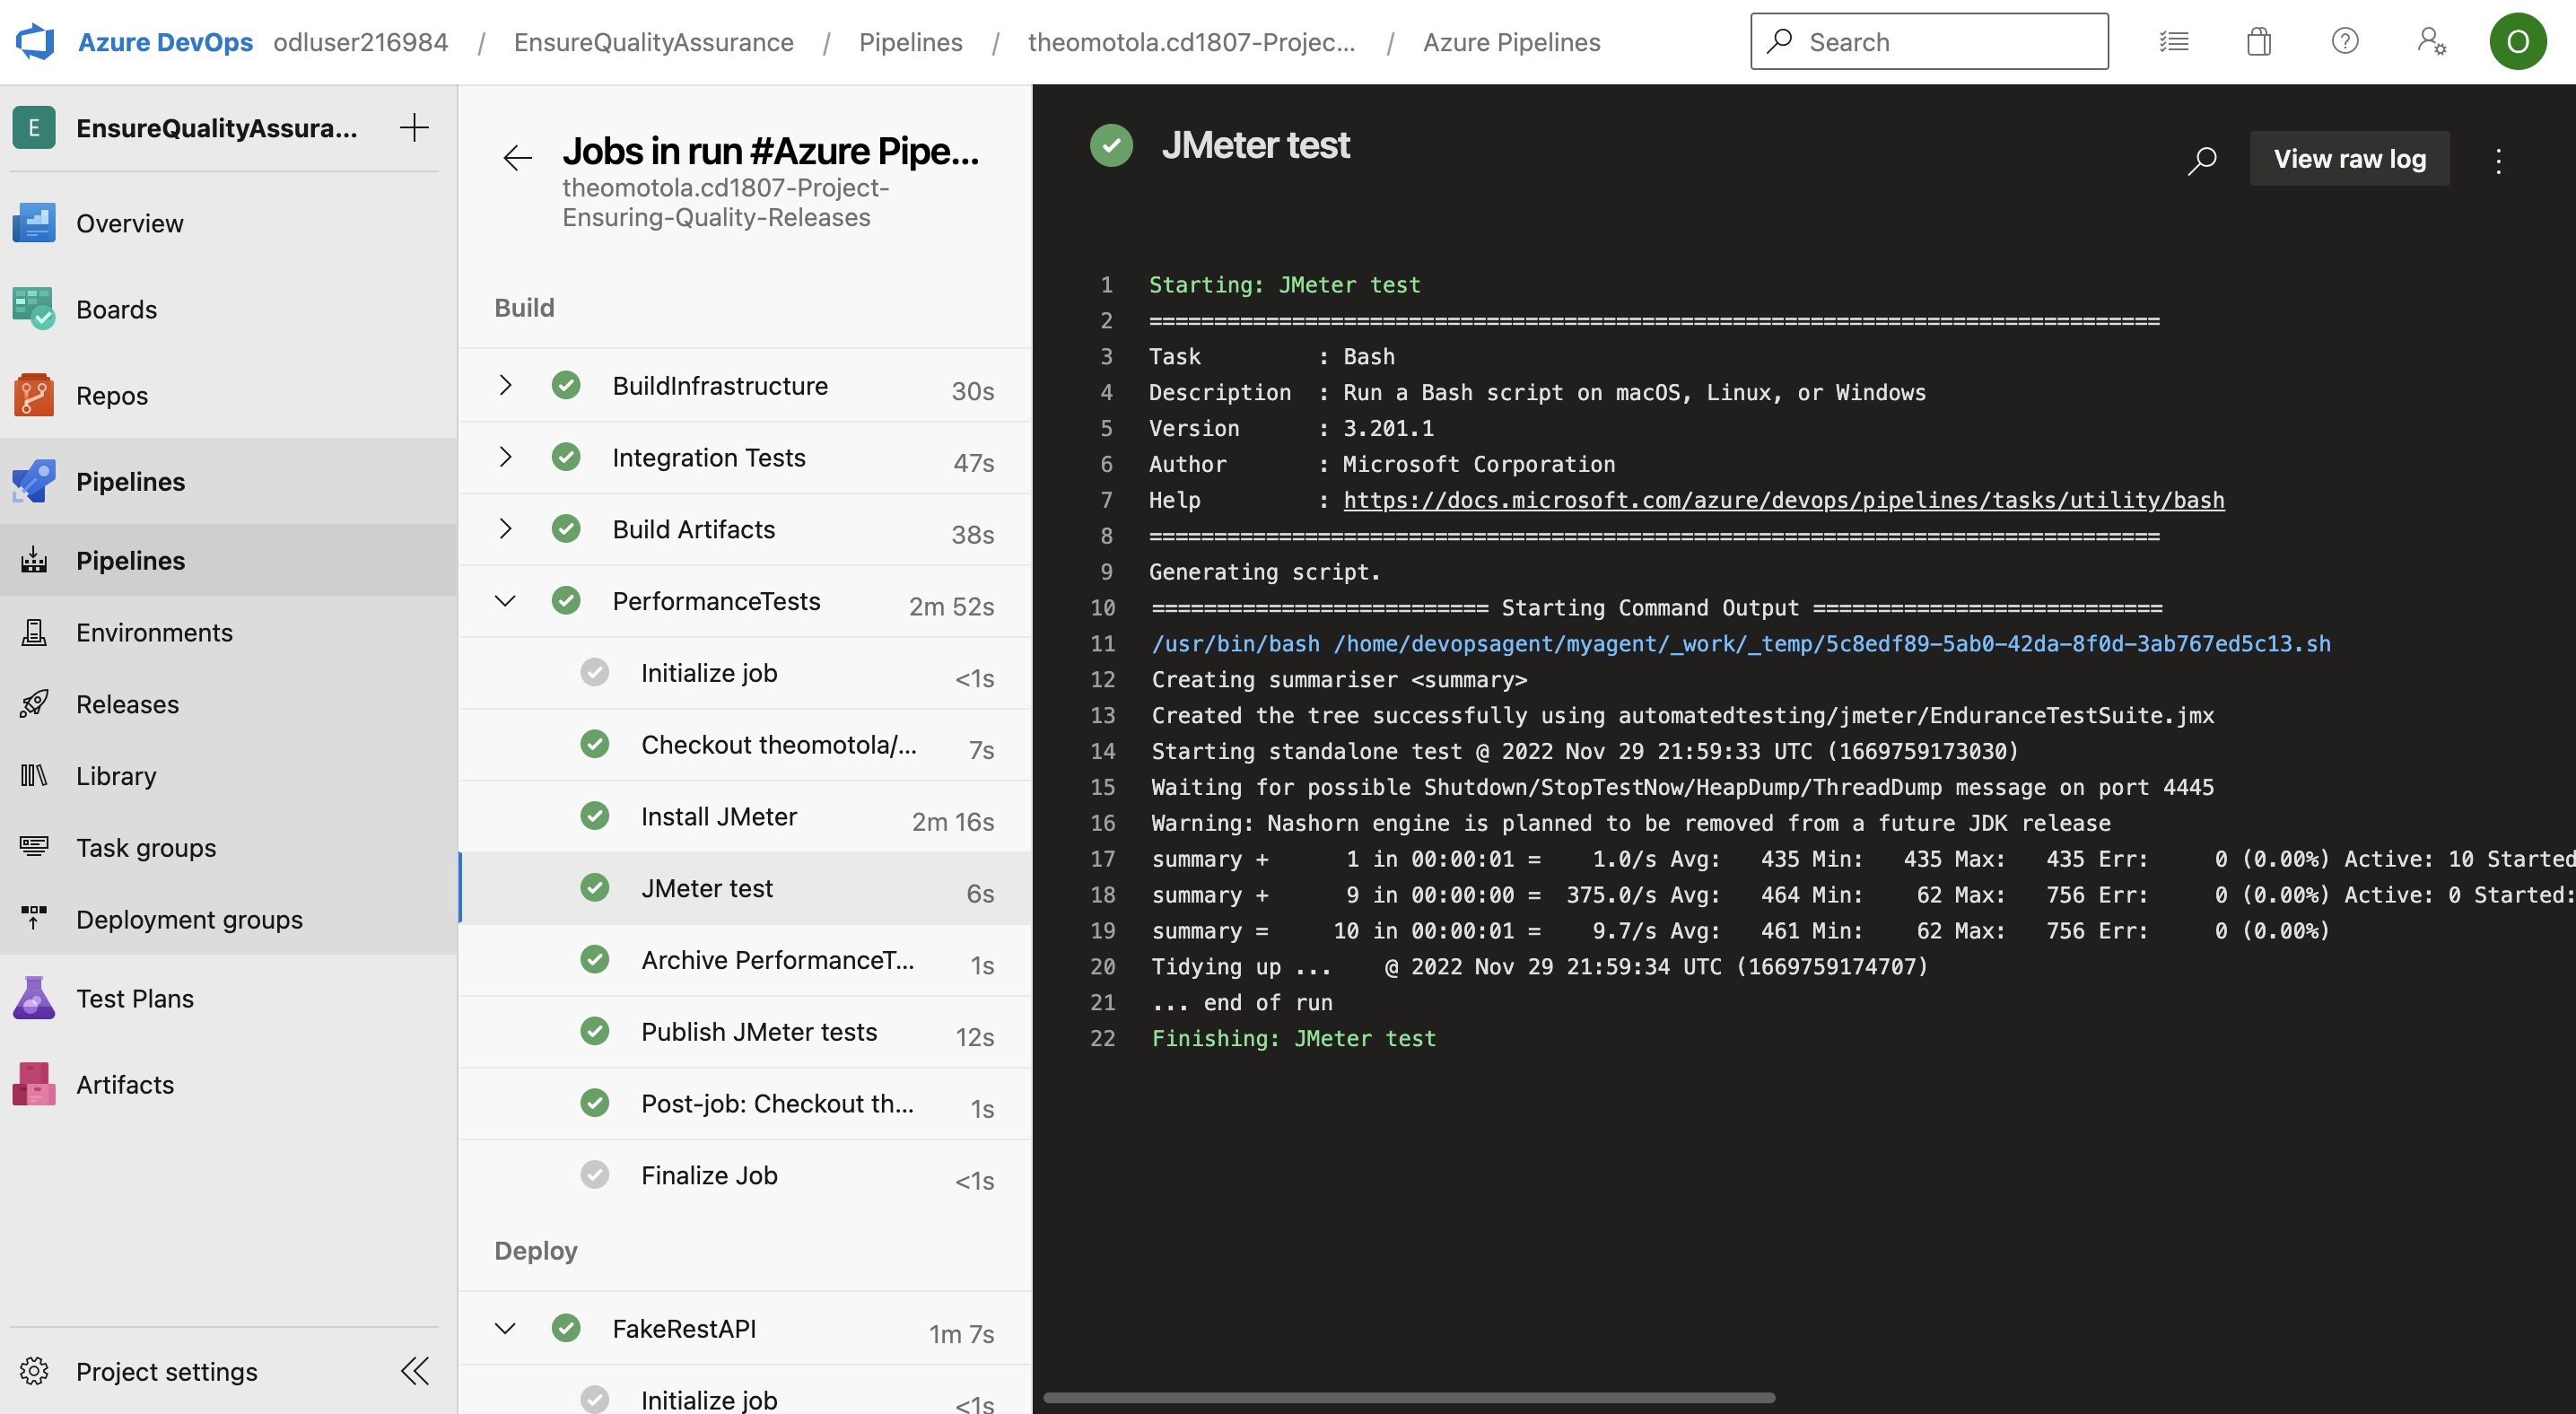 Azure DevOps odluser216984 / EnsureQualityAssurance / Pipelines / theomotola.cd1807-Projec... / Azure Pipelines
Search
O
E EnsureQualityAssura...
Overview
Boards
Repos
Pipelines
Pipelines
Environments
Releases
Library
Task groups
Deployment groups
Test Plans
Artifacts
Project settings
Jobs in run #Azure Pipe...
theomotola.cd1807-Project-
Ensuring-Quality-Releases
Build
BuildInfrastructure 30s
Integration Tests 47s
Build Artifacts 38s
PerformanceTests 2m 52s
Initialize job <1s
Checkout theomotola/... 7s
Install JMeter 2m 16s
JMeter test 6s
Archive PerformanceT... 1s
Publish JMeter tests 12s
Post-job: Checkout th... 1s
Finalize Job <1s
Deploy
FakeRestAPI 1m 7s
Initialize job <1s
JMeter test
View raw log
1 Starting: JMeter test
2 ==============================================================================
3 Task : Bash
4 Description : Run a Bash script on macOS, Linux, or Windows
5 Version : 3.201.1
6 Author : Microsoft Corporation
7 Help : https://docs.microsoft.com/azure/devops/pipelines/tasks/utility/bash
8 ==============================================================================
9 Generating script.
10 ========================== Starting Command Output ===========================
11 /usr/bin/bash /home/devopsagent/myagent/_work/_temp/5c8edf89-5ab0-42da-8f0d-3ab767ed5c13.sh
12 Creating summariser <summary>
13 Created the tree successfully using automatedtesting/jmeter/EnduranceTestSuite.jmx
14 Starting standalone test @ 2022 Nov 29 21:59:33 UTC (1669759173030)
15 Waiting for possible Shutdown/StopTestNow/HeapDump/ThreadDump message on port 4445
16 Warning: Nashorn engine is planned to be removed from a future JDK release
17 summary + 1 in 00:00:01 = 1.0/s Avg: 435 Min: 435 Max: 435 Err: 0 (0.00%) Active: 10 Started
18 summary + 9 in 00:00:00 = 375.0/s Avg: 464 Min: 62 Max: 756 Err: 0 (0.00%) Active: 0 Started:
19 summary = 10 in 00:00:01 = 9.7/s Avg: 461 Min: 62 Max: 756 Err: 0 (0.00%)
20 Tidying up ... @ 2022 Nov 29 21:59:34 UTC (1669759174707)
21 ... end of run
22 Finishing: JMeter test